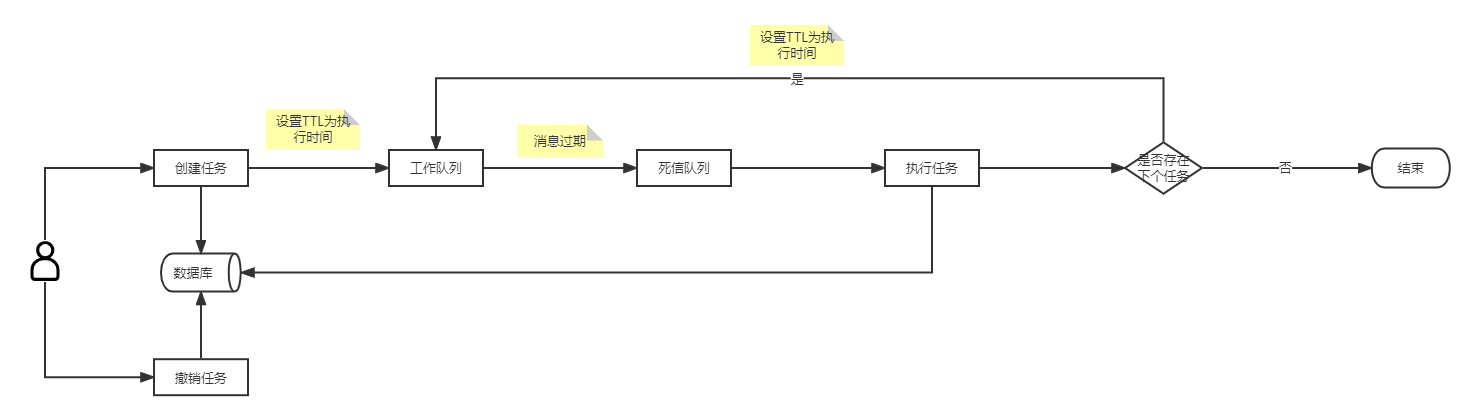 设置TTL为执
行时间
是
设置TTL为执
行时间
消息过期
创建任务
工作队列
死信队列
执行任务
是否存在
下个任务
否
结束
数据库
撤销任务